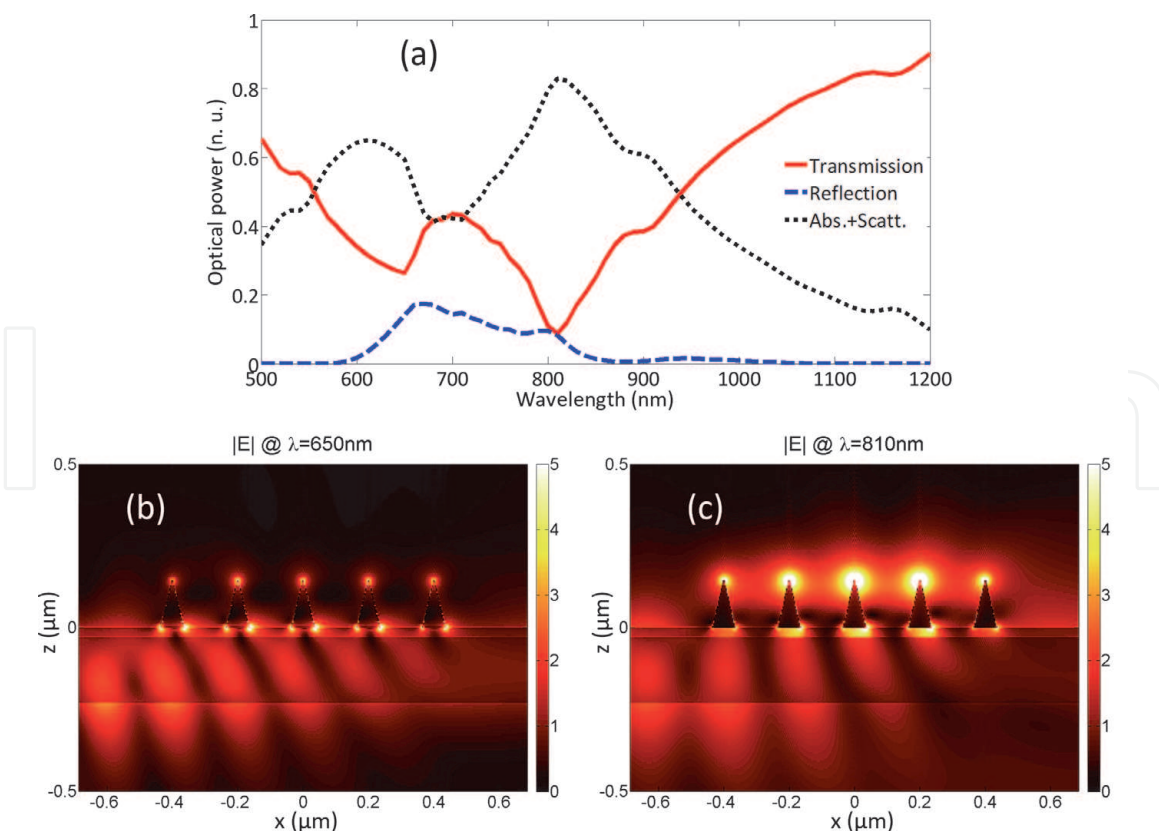 (a)
Optical power (n. u.)
1
0.8
0.6
0.4
0.2
0
500 600 700 800 900 1000 1100 1200
Wavelength (nm)
Transmission
Reflection
Abs.+Scatt.
|E| @ λ=650nm
(b)
z (µm)
0.5
0
-0.5
-0.6 -0.4 -0.2 0 0.2 0.4 0.6
x (µm)
5
4
3
2
1
0
|E| @ λ=810nm
(c)
z (µm)
0.5
0
-0.5
-0.6 -0.4 -0.2 0 0.2 0.4 0.6
x (µm)
5
4
3
2
1
0